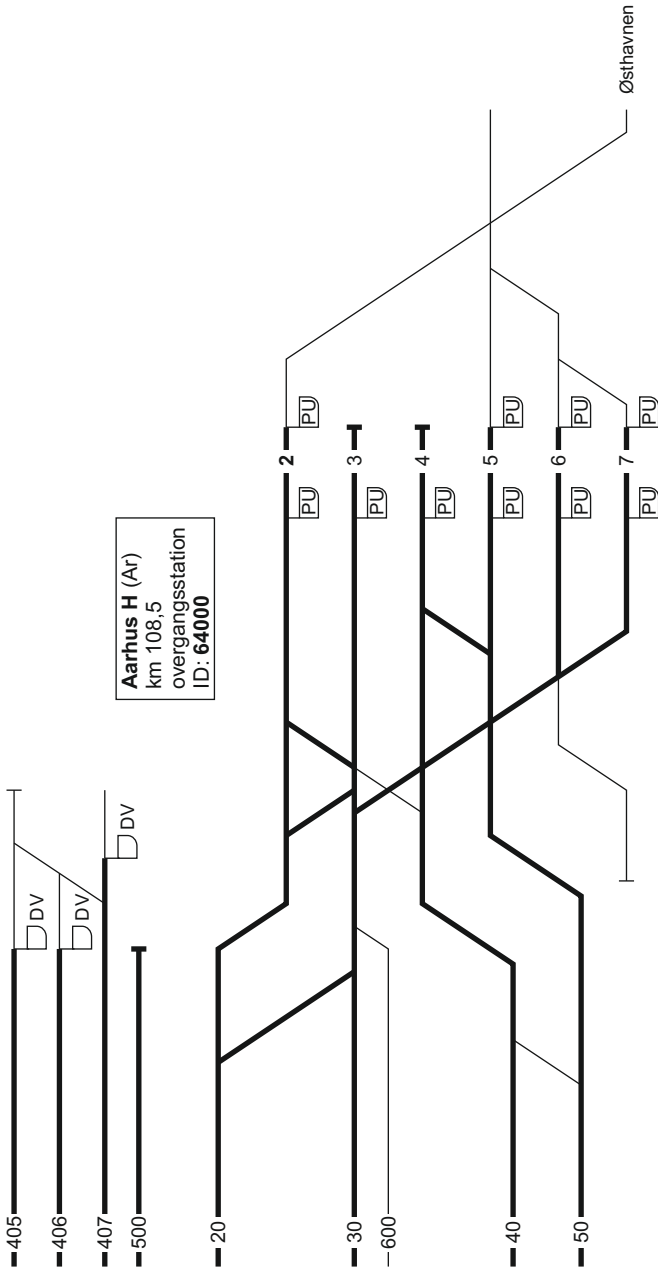 Aarhus H (Ar)
km 108,5
overgangsstation
ID: 64000
405
DV
406
DV
407
DV
500
20
2
PU
PU
30
3
PU
600
4
PU
40
5
PU
PU
50
6
PU
PU
7
PU
PU
Østhavnen